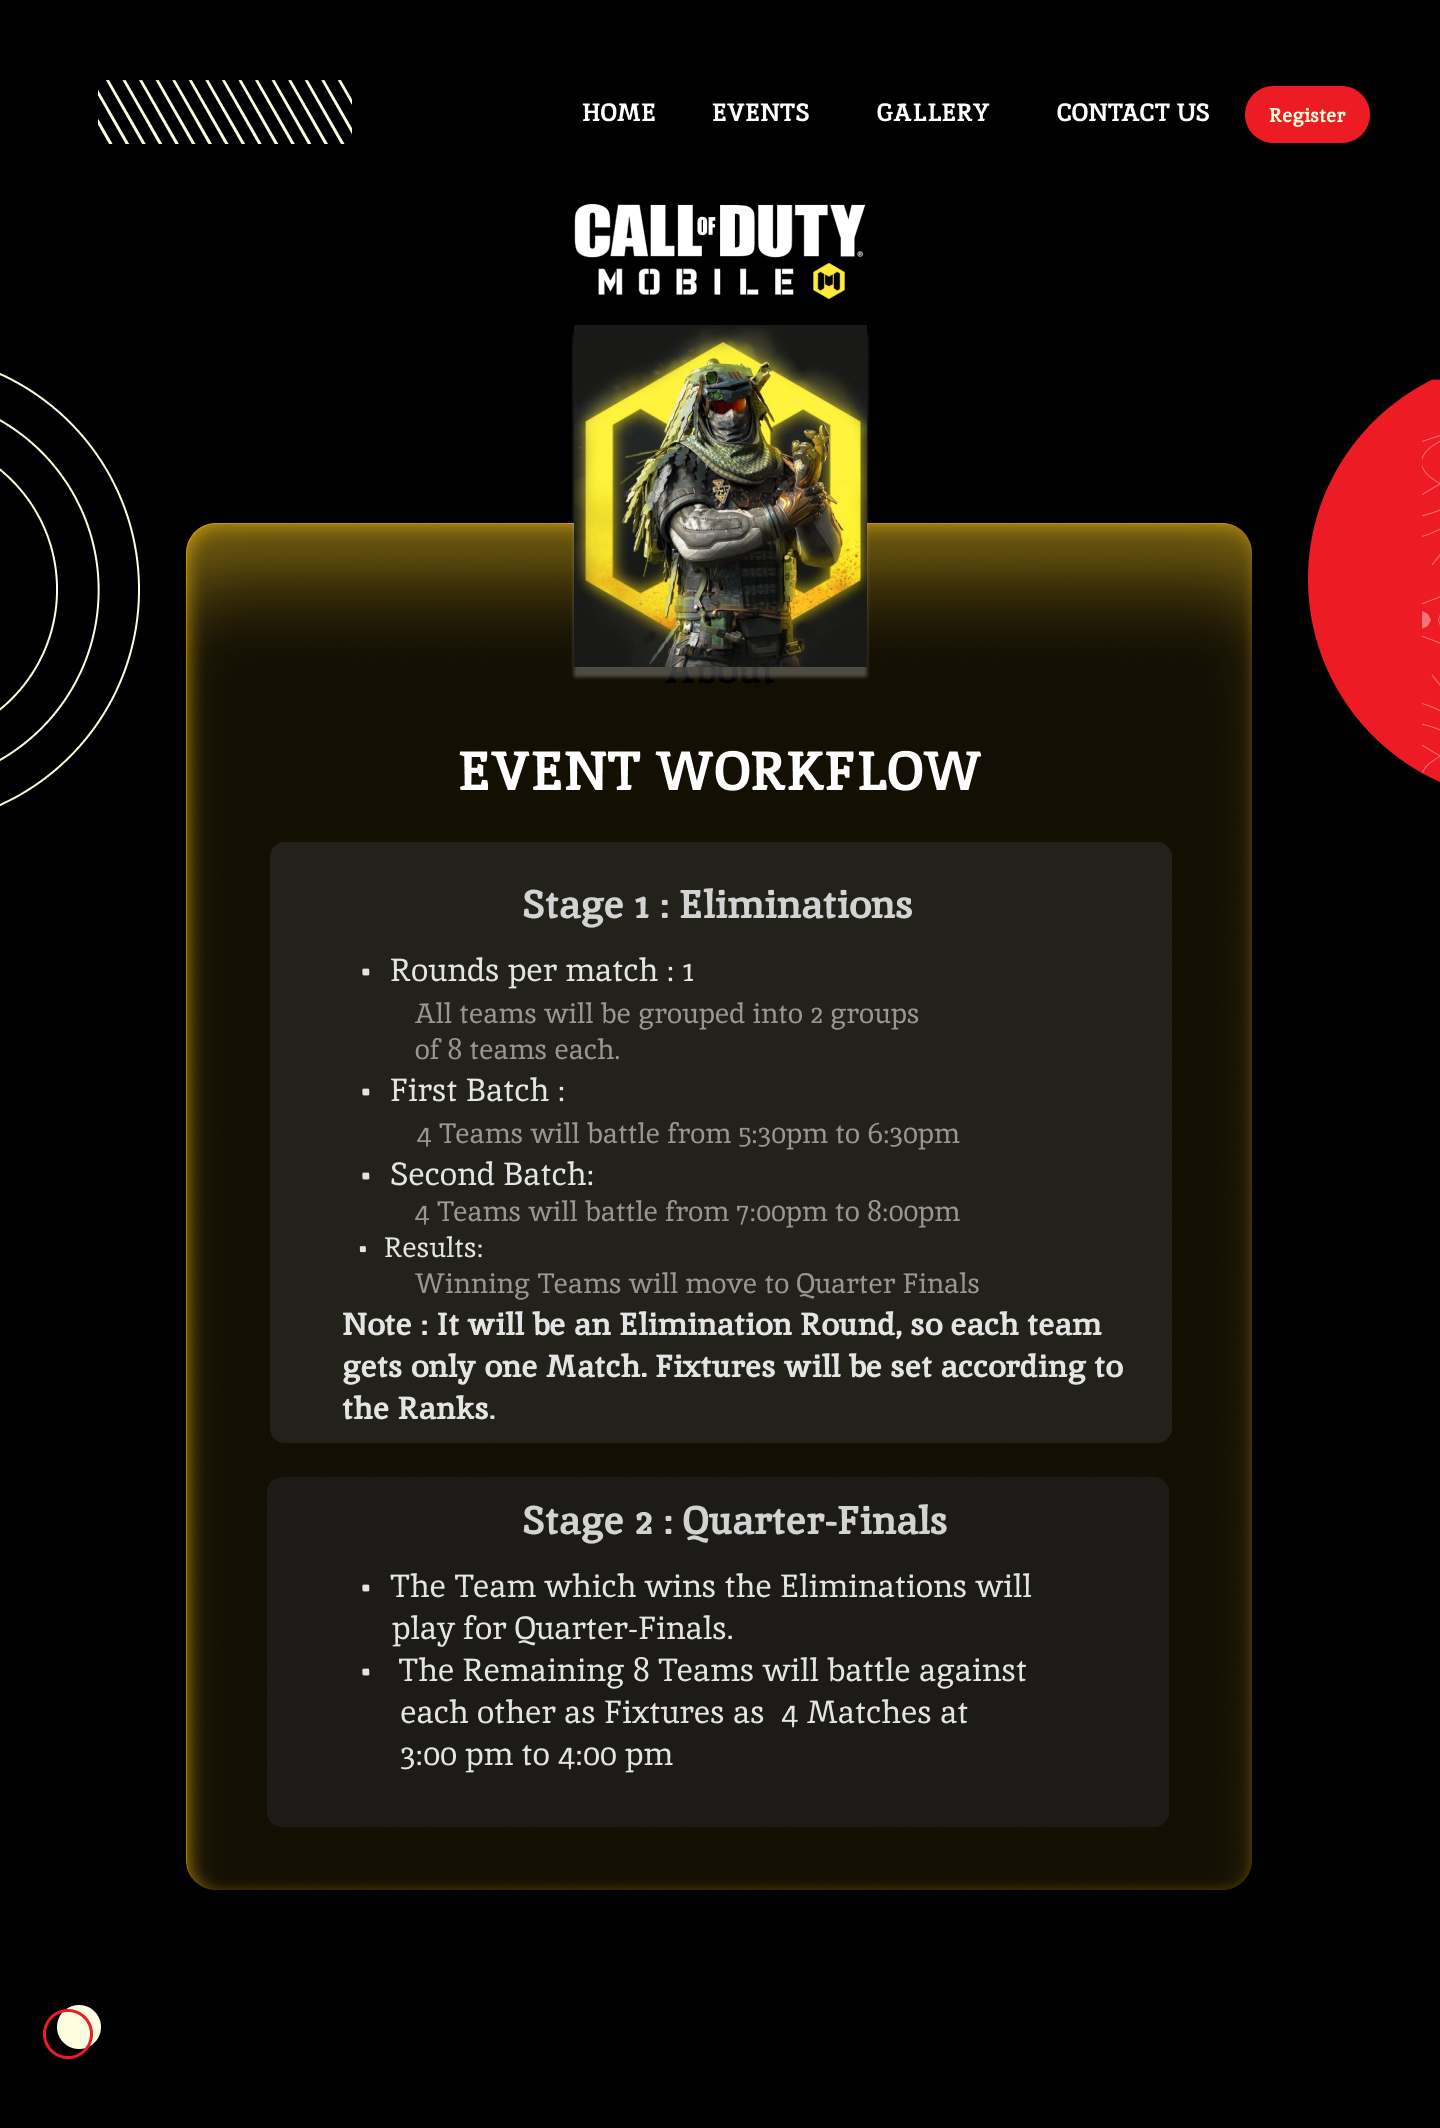 HOME EVENTS GALLERY CONTACT US Register
CALL OF DUTY®
MOBILE
About
EVENT WORKFLOW
Stage 1 : Eliminations
▪ Rounds per match : 1
All teams will be grouped into 2 groups
of 8 teams each.
▪ First Batch :
4 Teams will battle from 5:30pm to 6:30pm
▪ Second Batch:
4 Teams will battle from 7:00pm to 8:00pm
▪ Results:
Winning Teams will move to Quarter Finals
Note : It will be an Elimination Round, so each team
gets only one Match. Fixtures will be set according to
the Ranks.
Stage 2 : Quarter-Finals
▪ The Team which wins the Eliminations will
play for Quarter-Finals.
▪ The Remaining 8 Teams will battle against
each other as Fixtures as 4 Matches at
3:00 pm to 4:00 pm